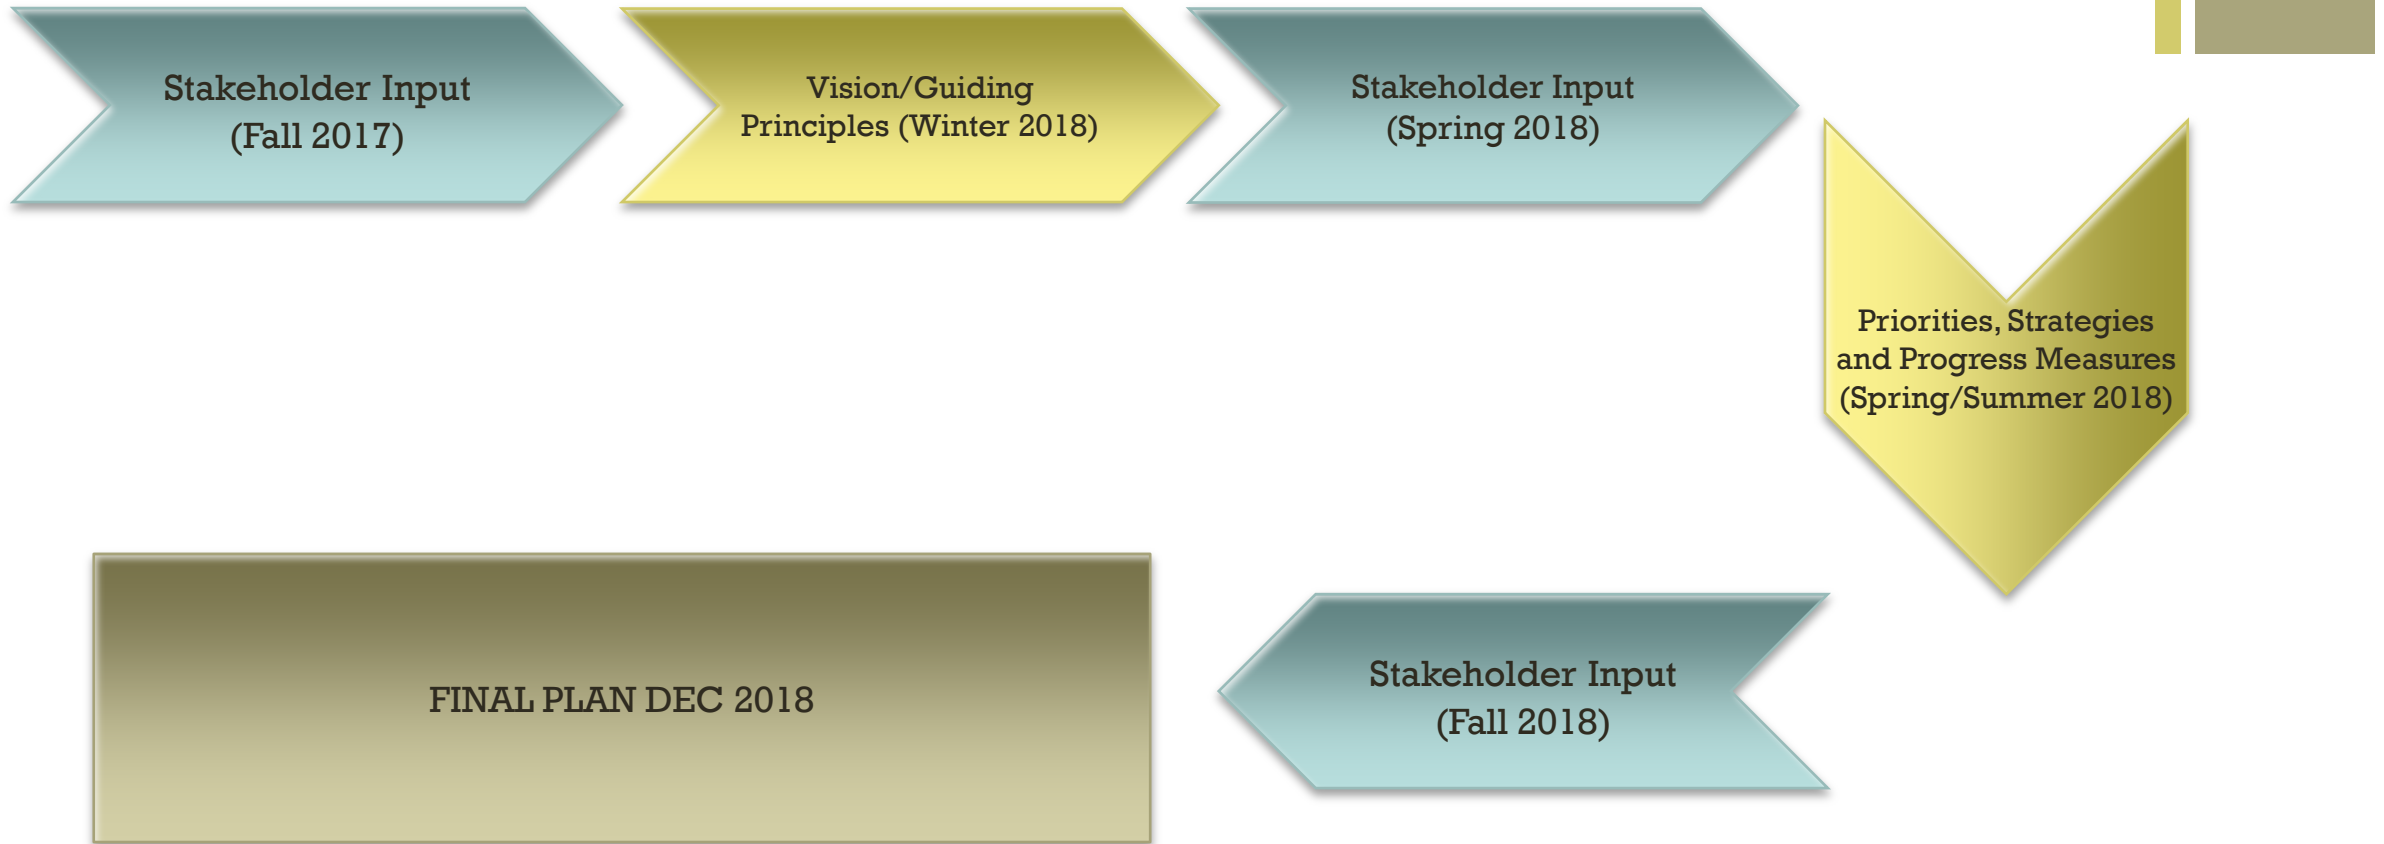 Stakeholder Input
(Fall 2017)
Vision/Guiding
Principles (Winter 2018)
Stakeholder Input
(Spring 2018)
Priorities, Strategies
and Progress Measures
(Spring/Summer 2018)
Stakeholder Input
(Fall 2018)
FINAL PLAN DEC 2018